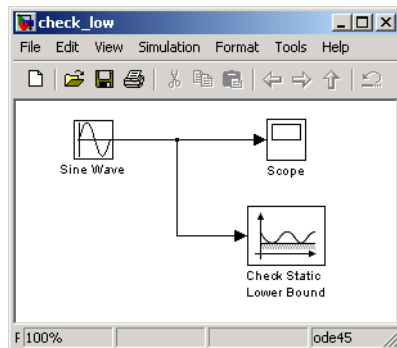 check_low
File Edit View Simulation Format Tools Help
Sine Wave
Scope
Check Static
Lower Bound
F 100% ode45